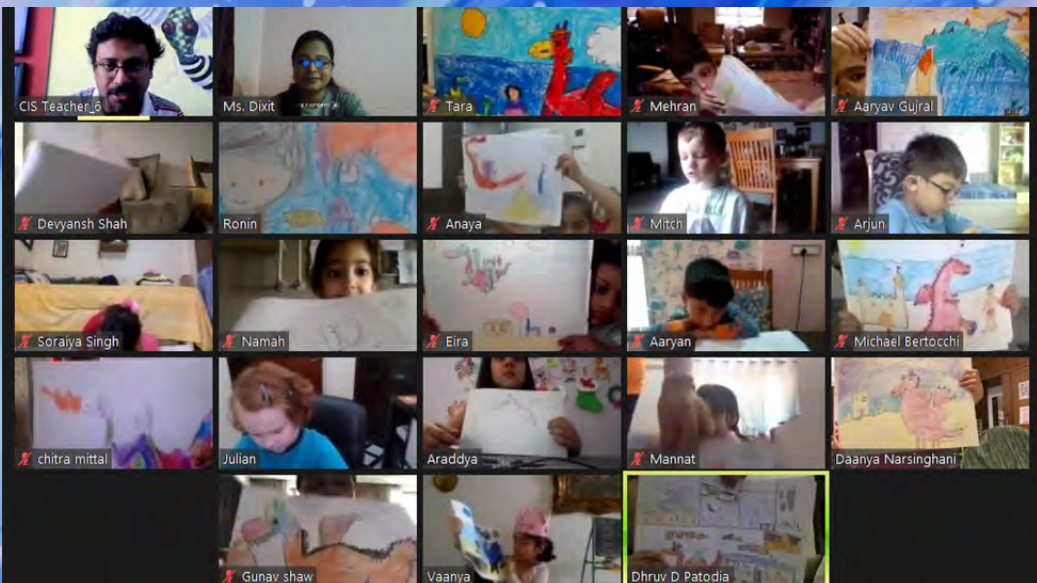 CIS Teacher_6
Ms. Dixit
Tara
Mehran
Aaryav Gujral
Devyansh Shah
Ronin
Anaya
Mitch
Arjun
Soraiya Singh
Namah
Eira
Aaryan
Michael Bertocchi
chitra mittal
Julian
Araddya
Mannat
Daanya Narsinghani
Gunav shaw
Vaanya
Dhruv D Patodia